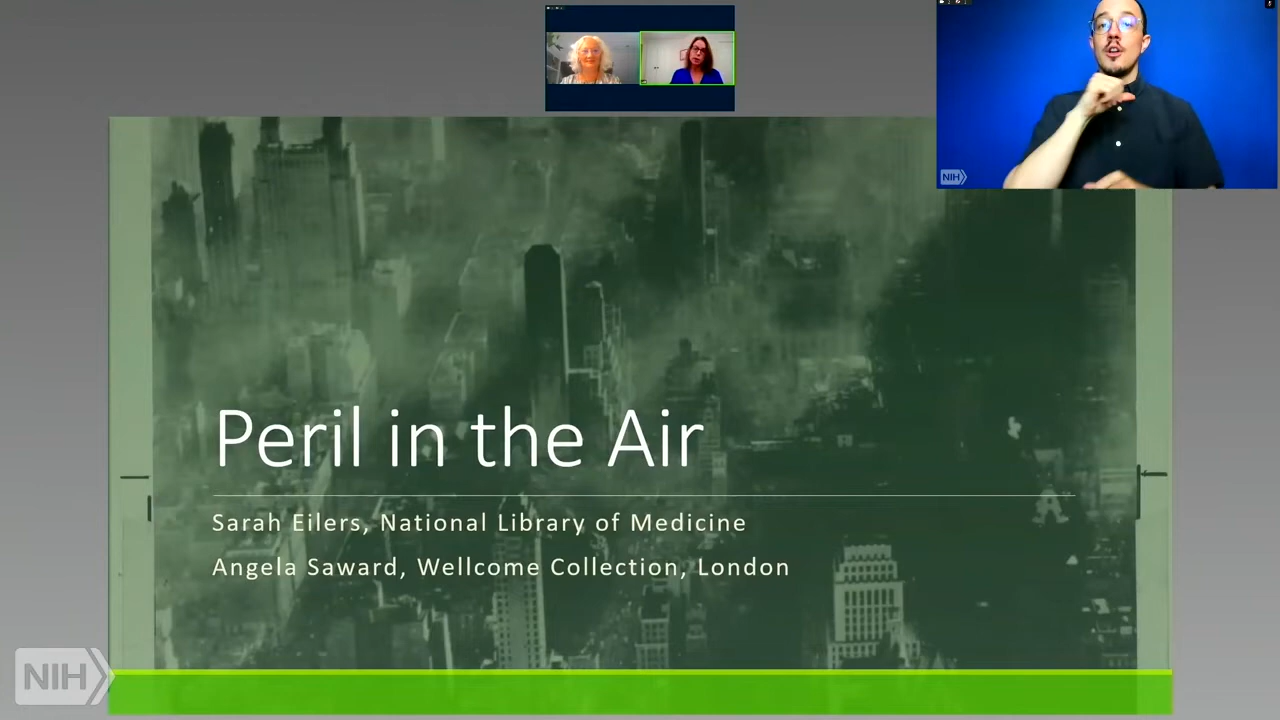 NIH
Peril in the Air
Sarah Eilers, National Library of Medicine
Angela Saward, Wellcome Collection, London
NIH